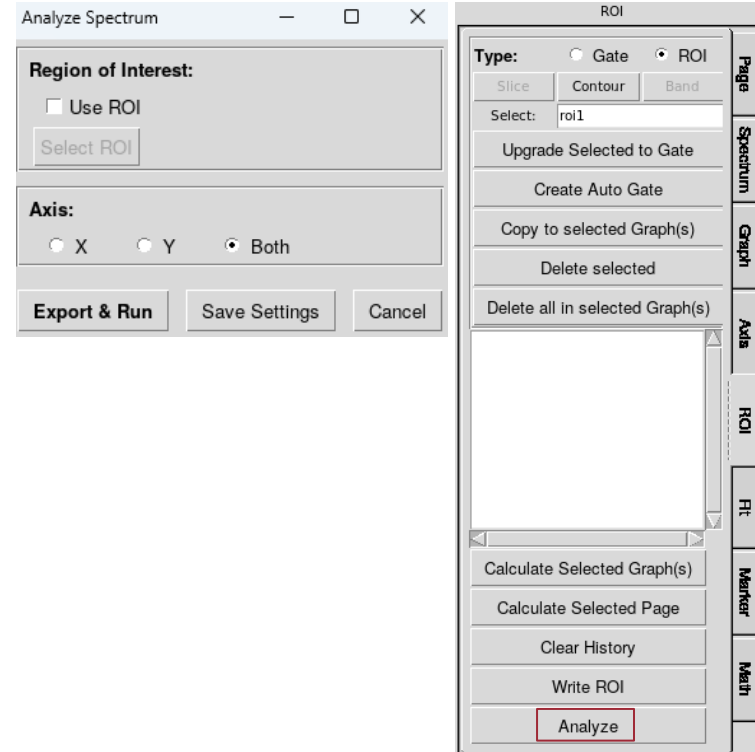 Analyze Spectrum
Region of Interest:
Use ROI
Select ROI
Axis:
X Y Both
Export & Run Save Settings Cancel
ROI
Type: Gate ROI
Slice Contour Band
Select: roi1
Upgrade Selected to Gate
Create Auto Gate
Copy to selected Graph(s)
Delete selected
Delete all in selected Graph(s)
Calculate Selected Graph(s)
Calculate Selected Page
Clear History
Write ROI
Analyze
Page
Spectrum
Graph
Axis
ROI
Fit
Marker
Math